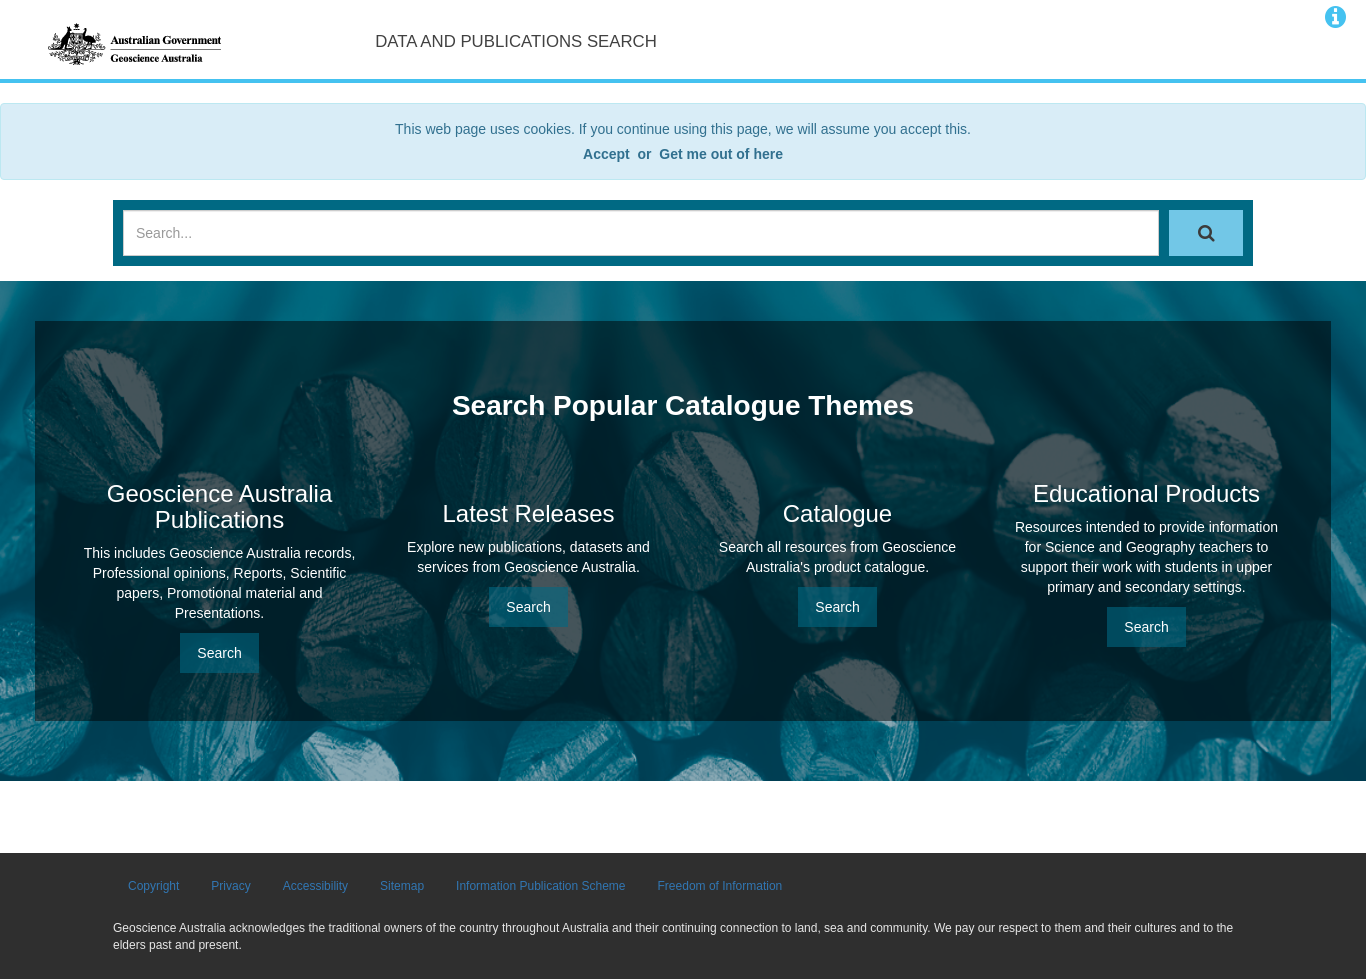 Australian Government
Geoscience Australia
DATA AND PUBLICATIONS SEARCH
This web page uses cookies. If you continue using this page, we will assume you accept this.
Accept or Get me out of here
Search...
Search Popular Catalogue Themes
Geoscience Australia
Publications
This includes Geoscience Australia records,
Professional opinions, Reports, Scientific
papers, Promotional material and
Presentations.
Search
Latest Releases
Explore new publications, datasets and
services from Geoscience Australia.
Search
Catalogue
Search all resources from Geoscience
Australia's product catalogue.
Search
Educational Products
Resources intended to provide information
for Science and Geography teachers to
support their work with students in upper
primary and secondary settings.
Search
Copyright Privacy Accessibility Sitemap Information Publication Scheme Freedom of Information
Geoscience Australia acknowledges the traditional owners of the country throughout Australia and their continuing connection to land, sea and community. We pay our respect to them and their cultures and to the
elders past and present.